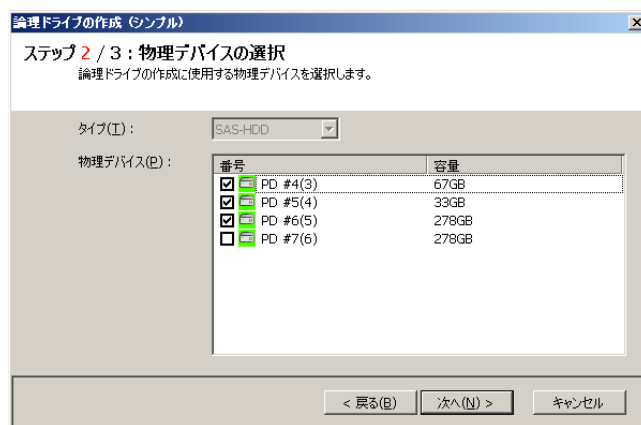 論理ドライブの作成 (シンプル)
ステップ 2 / 3 : 物理デバイスの選択
論理ドライブの作成に使用する物理デバイスを選択します。
タイプ(T) : SAS-HDD
物理デバイス(P) :
番号 容量
PD #4(3) 67GB
PD #5(4) 33GB
PD #6(5) 278GB
PD #7(6) 278GB
< 戻る(B) 次へ(N) > キャンセル